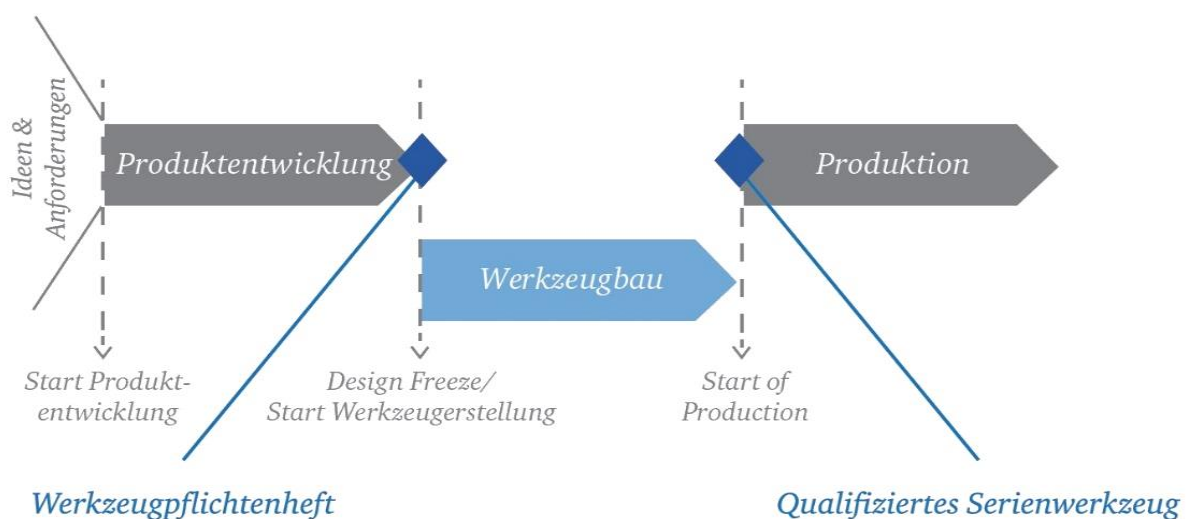 Ideen &
Anforderungen
Produktentwicklung
Produktion
Werkzeugbau
Start Produkt-
entwicklung
Design Freeze/
Start Werkzeugerstellung
Start of
Production
Werkzeugpflichtenheft
Qualifiziertes Serienwerkzeug